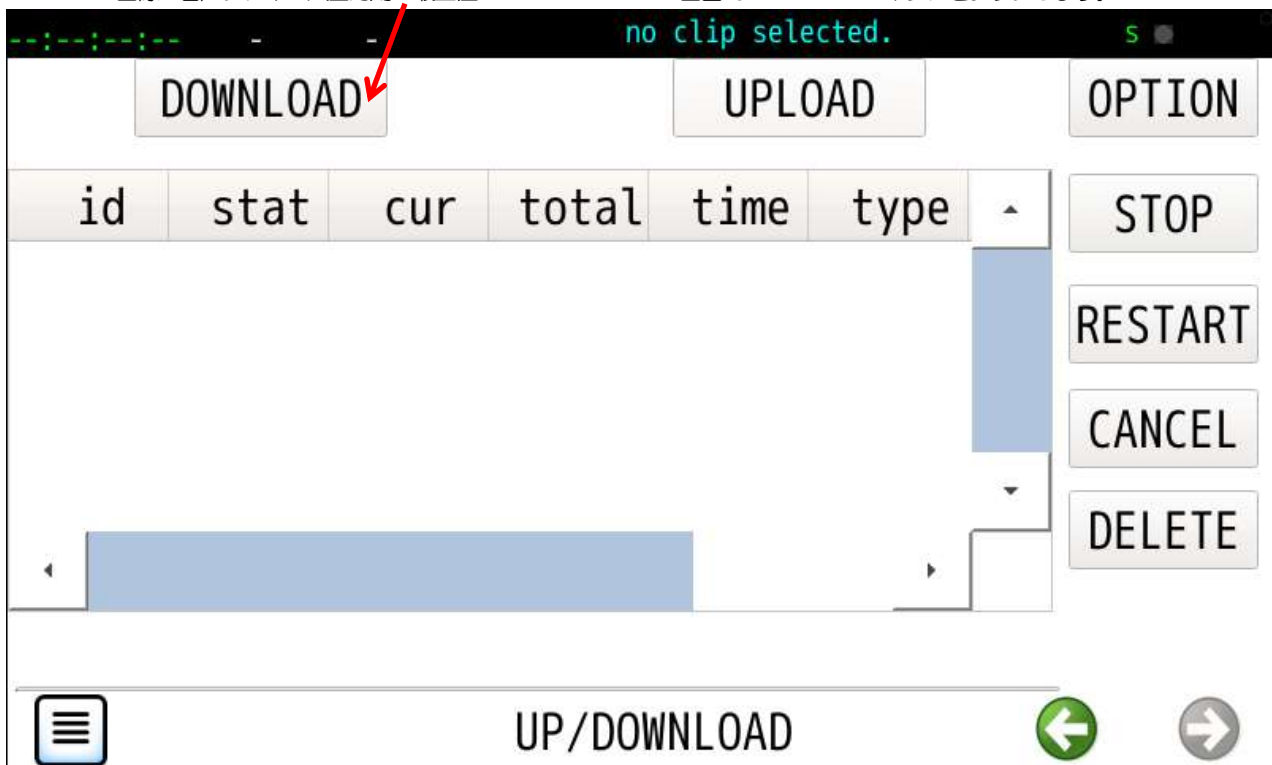 --:--:--:-- - - no clip selected. S
DOWNLOAD UPLOAD OPTION
id stat cur total time type
STOP
RESTART
CANCEL
DELETE
UP/DOWNLOAD